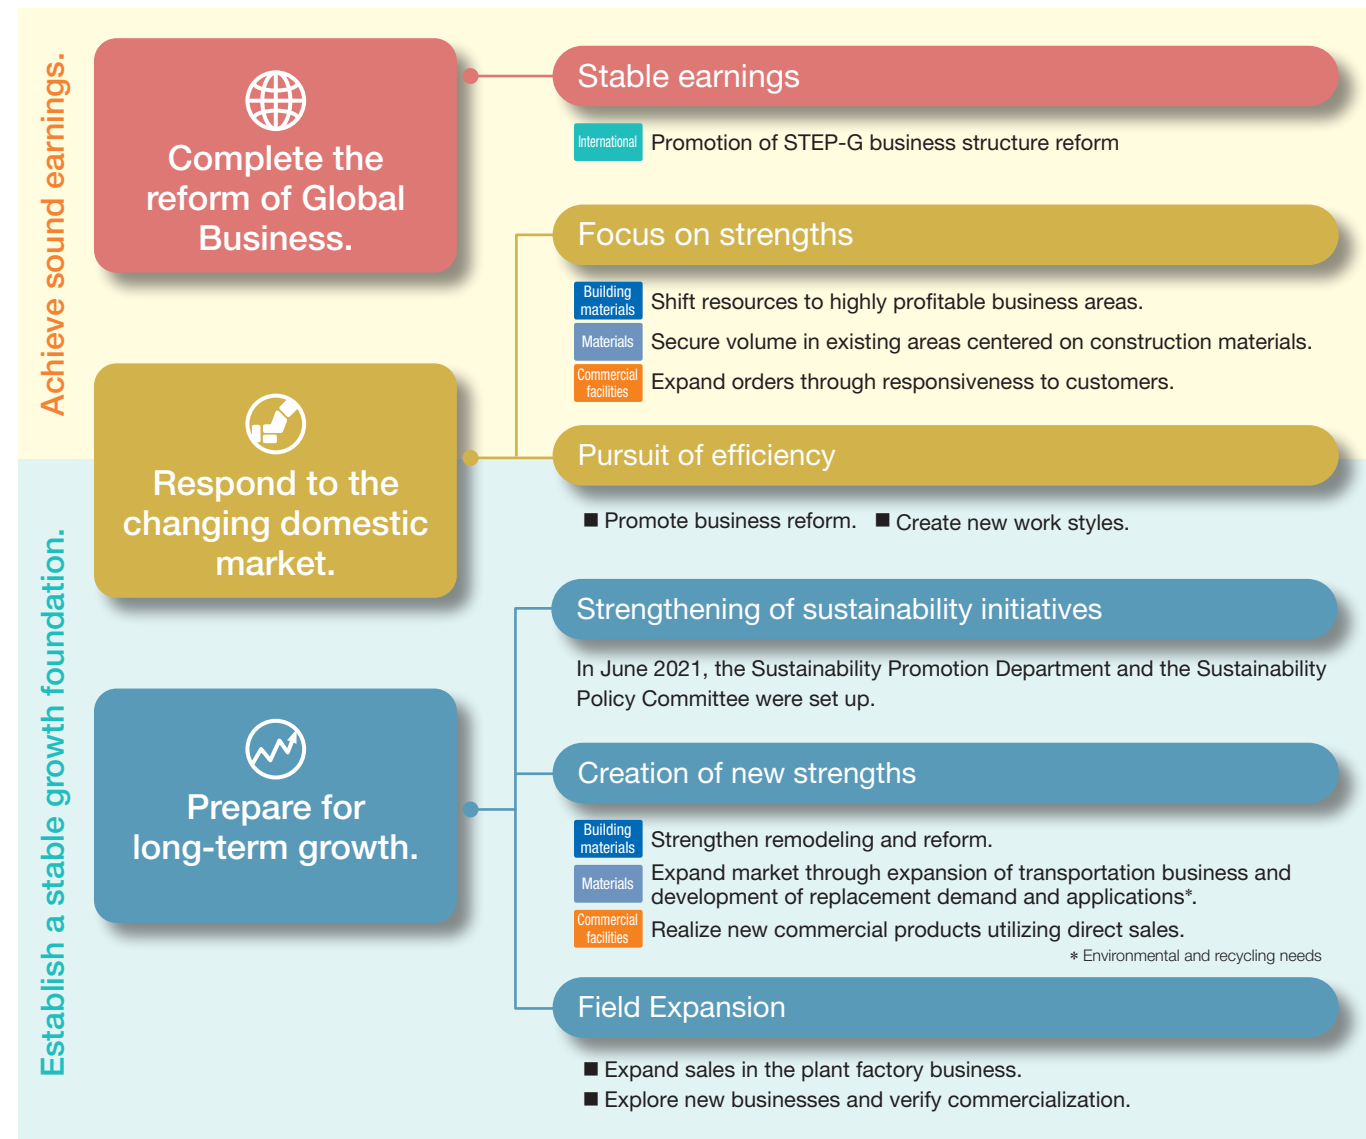 Achieve sound earnings.
Complete the
reform of Global
Business.
Stable earnings
International
Promotion of STEP-G business structure reform
Respond to the
changing domestic
market.
Focus on strengths
Building
materials
Shift resources to highly profitable business areas.
Materials
Secure volume in existing areas centered on construction materials.
Commercial
facilities
Expand orders through responsiveness to customers.
Pursuit of efficiency
■ Promote business reform. ■ Create new work styles.
Establish a stable growth foundation.
Prepare for
long-term growth.
Strengthening of sustainability initiatives
In June 2021, the Sustainability Promotion Department and the Sustainability
Policy Committee were set up.
Creation of new strengths
Building
materials
Strengthen remodeling and reform.
Materials
Expand market through expansion of transportation business and
development of replacement demand and applications*.
Commercial
facilities
Realize new commercial products utilizing direct sales.
* Environmental and recycling needs
Field Expansion
■ Expand sales in the plant factory business.
■ Explore new businesses and verify commercialization.